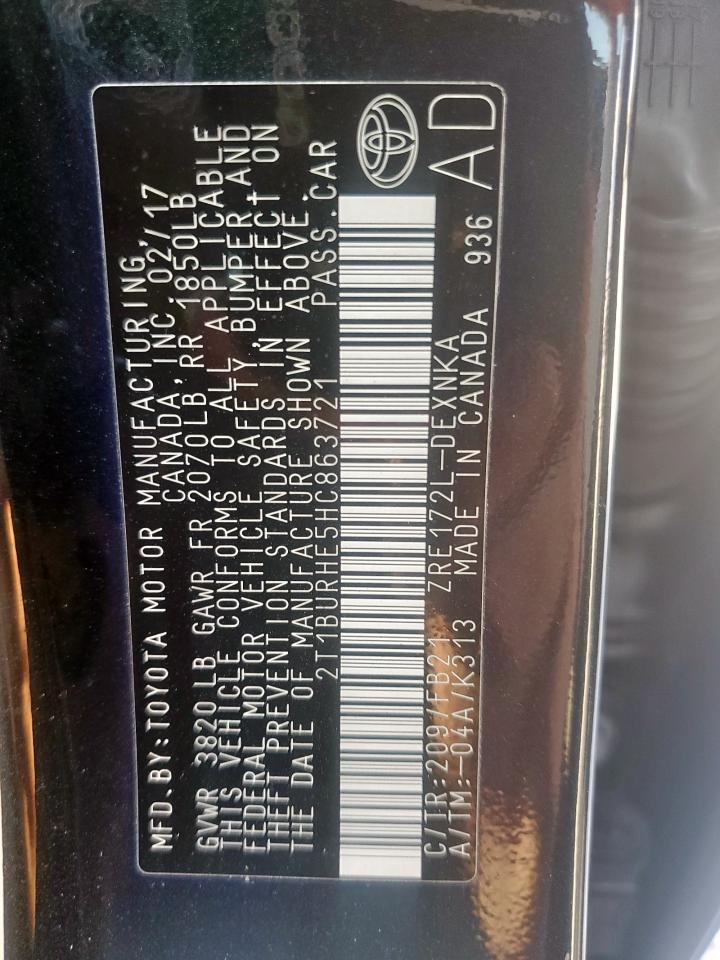 MFD.BY:TOYOTA MOTOR MANUFACTURING,
CANADA, INC. 02/17
GVWR 3820LB GAWR FR 2070LB, RR 1850LB
THIS VEHICLE CONFORMS TO ALL APPLICABLE
FEDERAL MOTOR VEHICLE SAFETY, BUMPER, AND
THEFT PREVENTION STANDARDS IN EFFECT ON
THE DATE OF MANUFACTURE SHOWN ABOVE.
2T1BURHE5HC863721 PASS.CAR
C/TR:209/FB21 ZRE172L-DEXNKA
A/TM:-04A/K313 MADE IN CANADA 936
AD